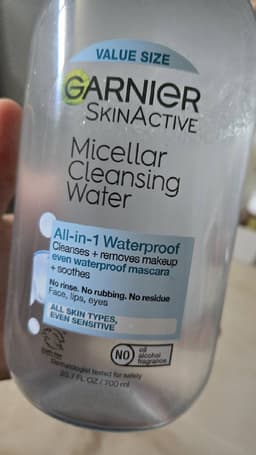 VALUE SIZE
GARNIER
SKINACTIVE
Micellar
Cleansing
Water
All-in-1 Waterproof
Cleanses + removes makeup
even waterproof mascara
+ soothes
No rinse. No rubbing. No residue
Face, lips, eyes
ALL SKIN TYPES,
EVEN SENSITIVE
NO
oil
alcohol
fragrance
Dermatologist tested for safety
23.7 FL OZ / 700 ml